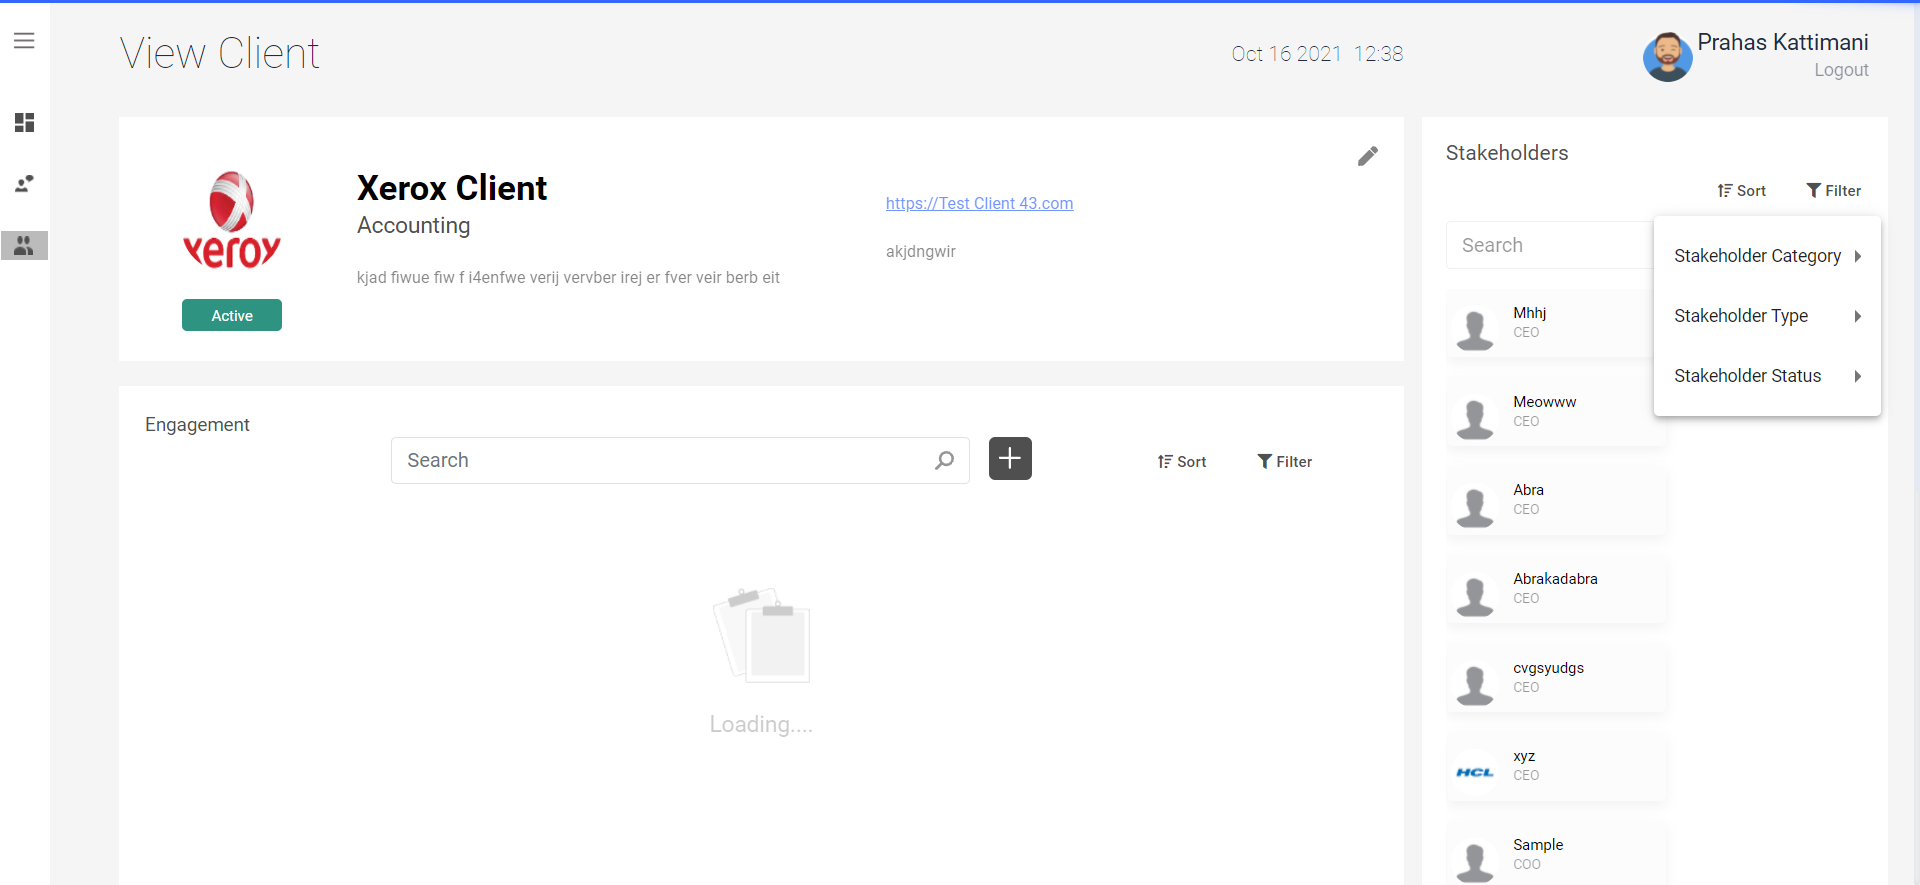 View Client
Oct 16 2021 12:38
Prahas Kattimani
Logout
xeroy
Active
Xerox Client
Accounting
kjad fiwue fiw f i4enfwe verij vervber irej er fver veir berb eit
https://Test Client 43.com
akjdngwir
Engagement
Search
Sort
Filter
Loading....
Stakeholders
Sort
Filter
Search
Stakeholder Category
Stakeholder Type
Stakeholder Status
Mhhj
CEO
Meowww
CEO
Abra
CEO
Abrakadabra
CEO
cvgsyudgs
CEO
HCL
xyz
CEO
Sample
COO